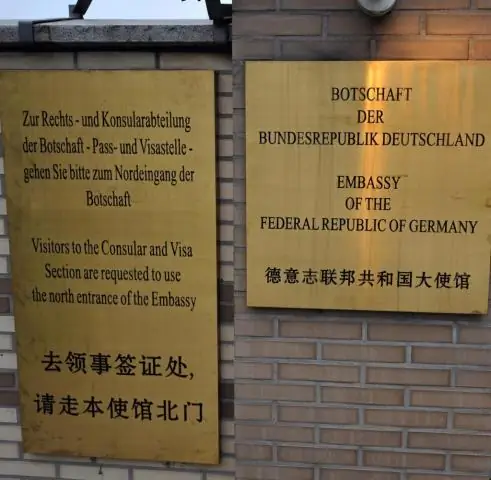 Zur Rechts - und Konsularabteilung
der Botschaft - Pass- und Visastelle -
gehen Sie bitte zum Nordeingang der
Botschaft
Visitors to the Consular and Visa
Section are requested to use
the north entrance of the Embassy
去领事签证处,
请走本使馆北门
BOTSCHAFT
DER
BUNDESREPUBLIK DEUTSCHLAND
EMBASSY
OF THE
FEDERAL REPUBLIC OF GERMANY
德意志联邦共和国大使馆